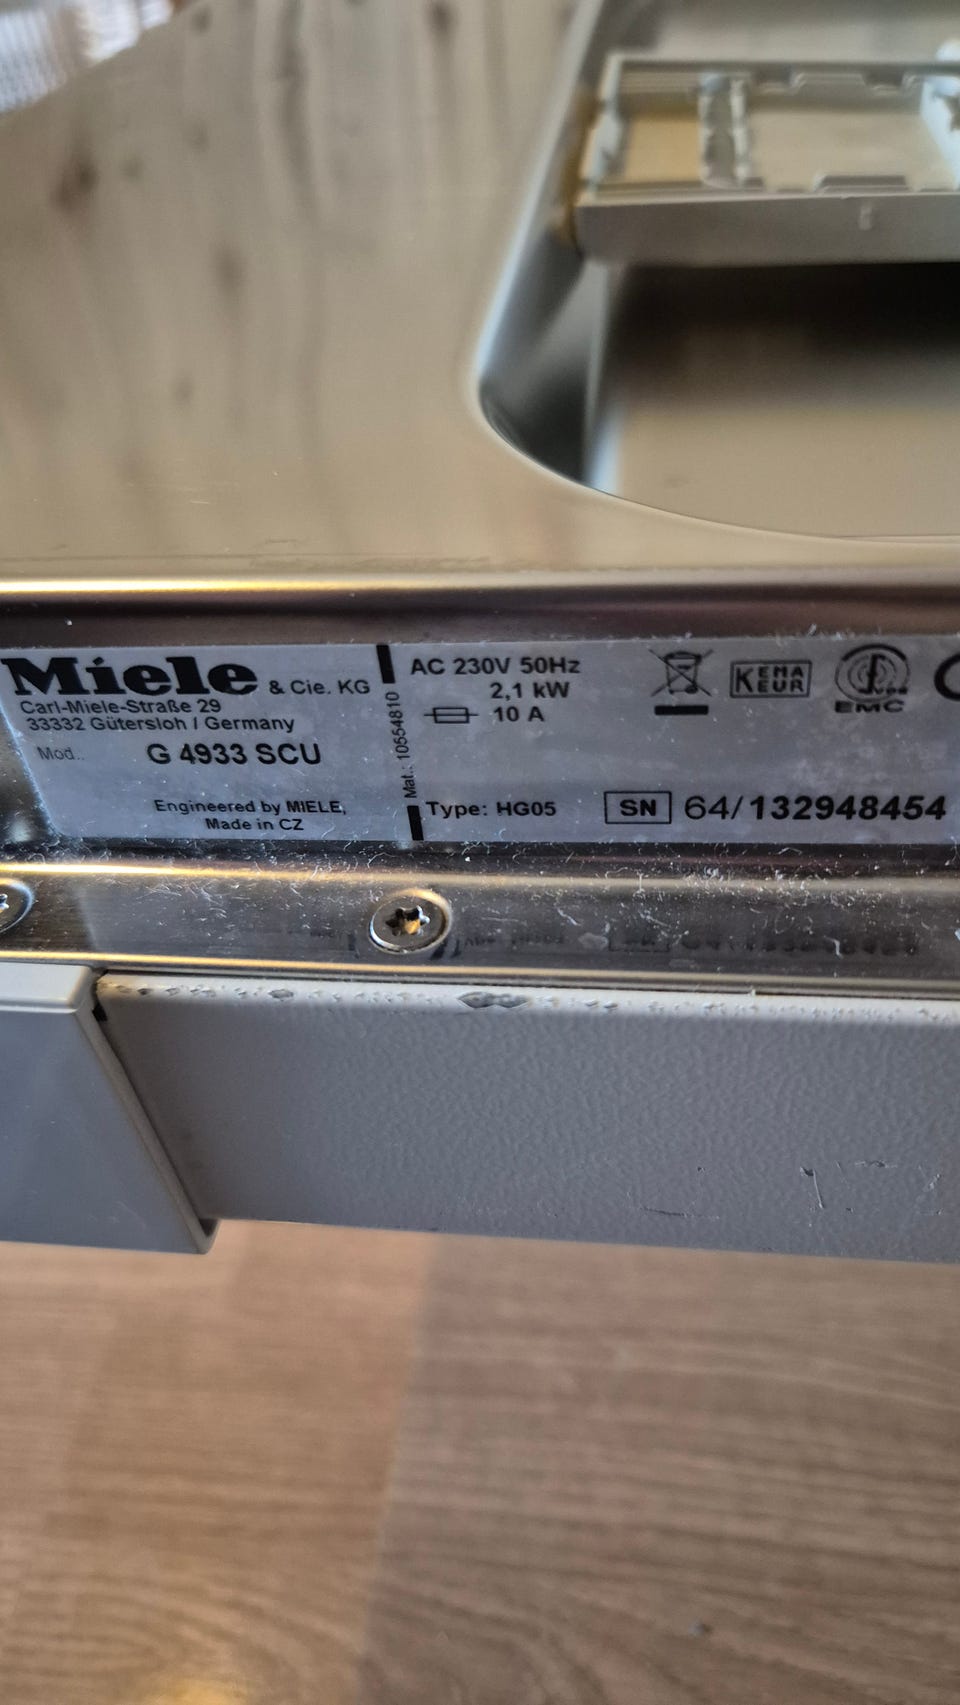 Miele & Cie. KG
Carl-Miele-Straße 29
33332 Gütersloh / Germany
Mod..
G 4933 SCU
Engineered by MIELE,
Made in CZ
Mat.: 10554810
AC 230V 50Hz
2,1 kW
10 A
Type: HG05
KEMA
KEUR
EMC
SN 64/132948454